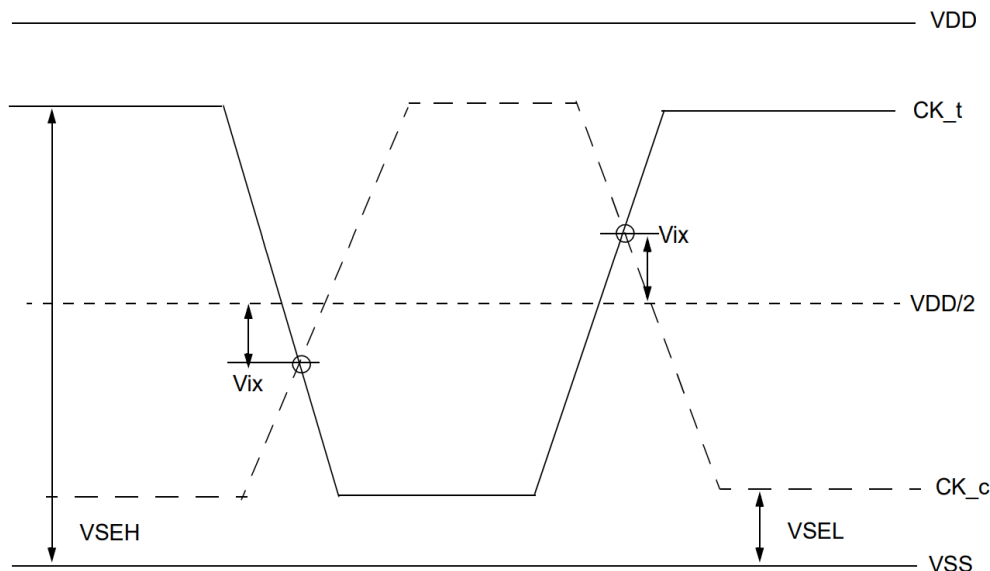 VDD
CK_t
Vix
VDD/2
Vix
CK_c
VSEH
VSEL
VSS